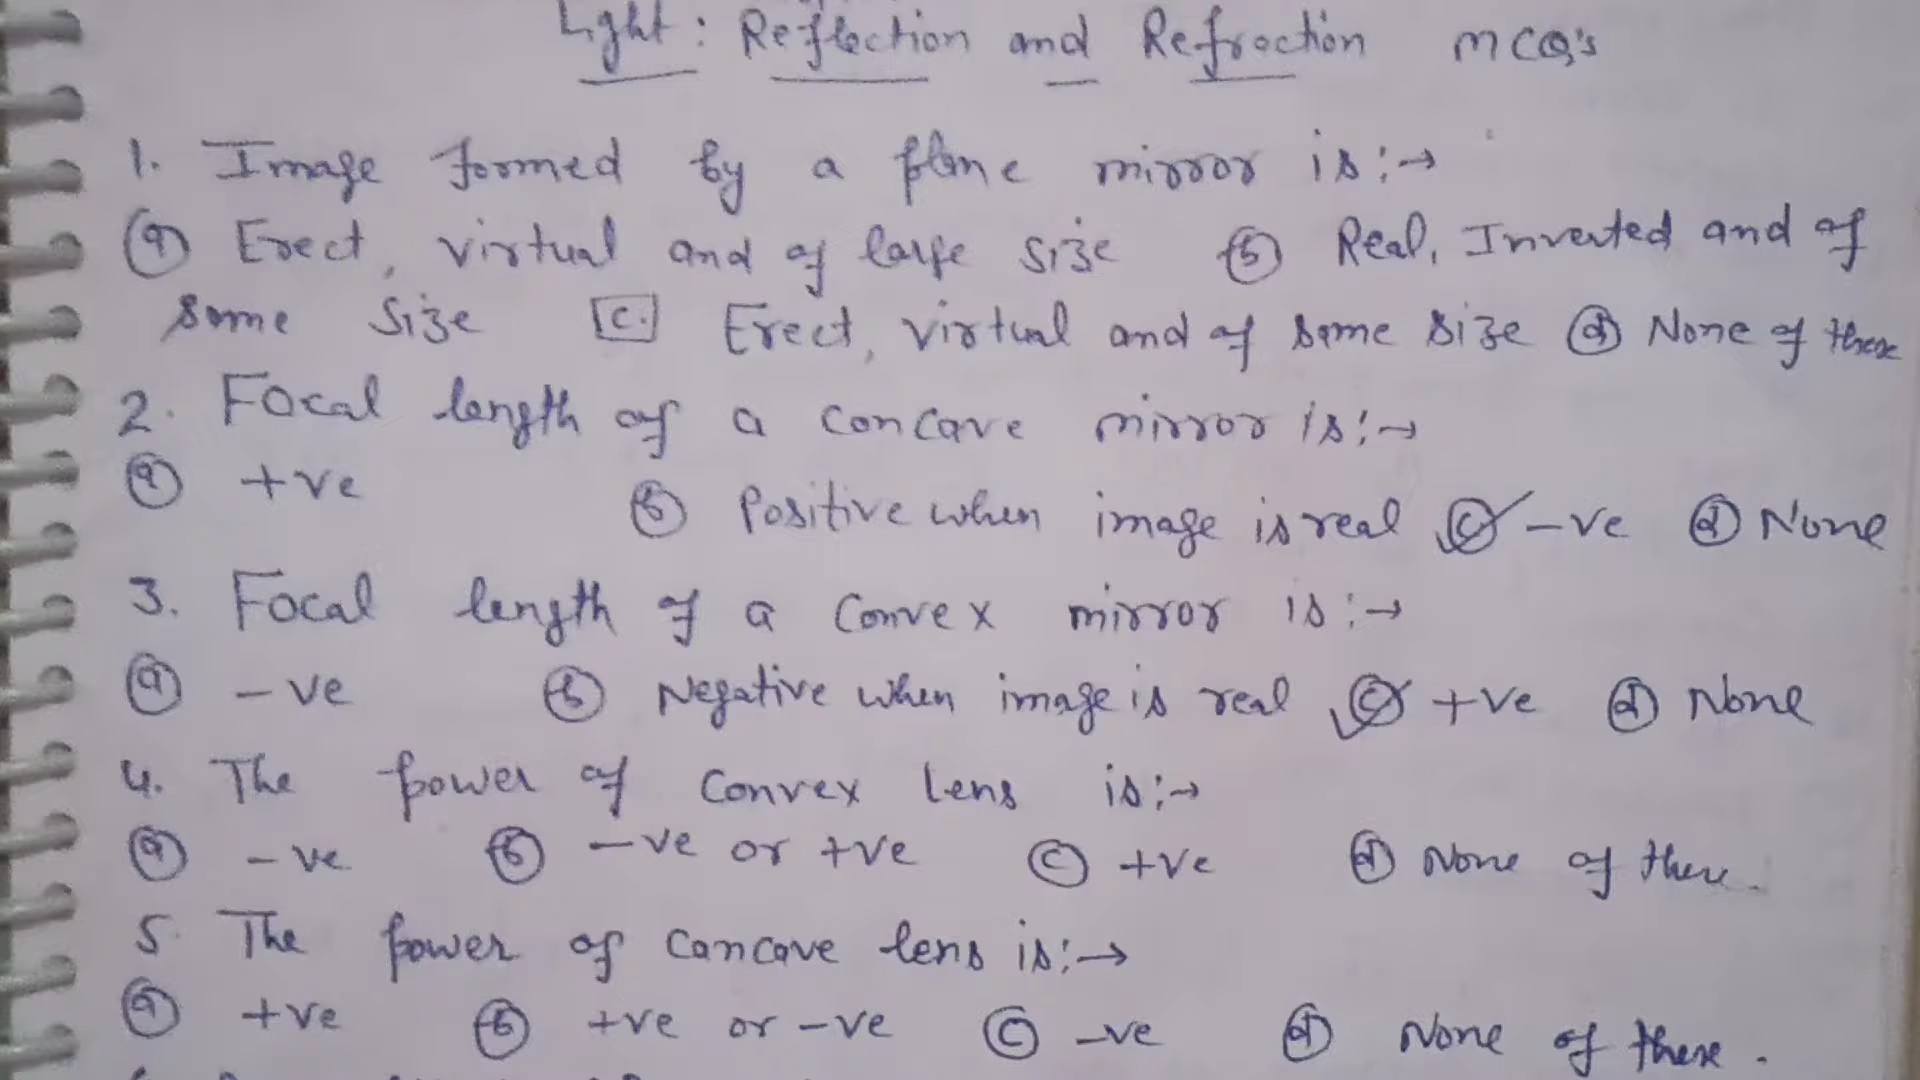 Light: Reflection and Refraction MCQ's
1. Image formed by a plane mirror is:→
(a) Erect, virtual and of large size (b) Real, Inverted and of
same size [c.] Erect, virtual and of same size (d) None of these
2. Focal length of a concave mirror is:→
(a) +ve (b) Positive when image is real (c) -ve (d) None
3. Focal length of a convex mirror is:→
(a) -ve (b) Negative when image is real (c) +ve (d) None
4. The power of convex lens is:→
(a) -ve (b) -ve or +ve (c) +ve (d) None of these.
5. The power of concave lens is:→
(a) +ve (b) +ve or -ve (c) -ve (d) None of these.